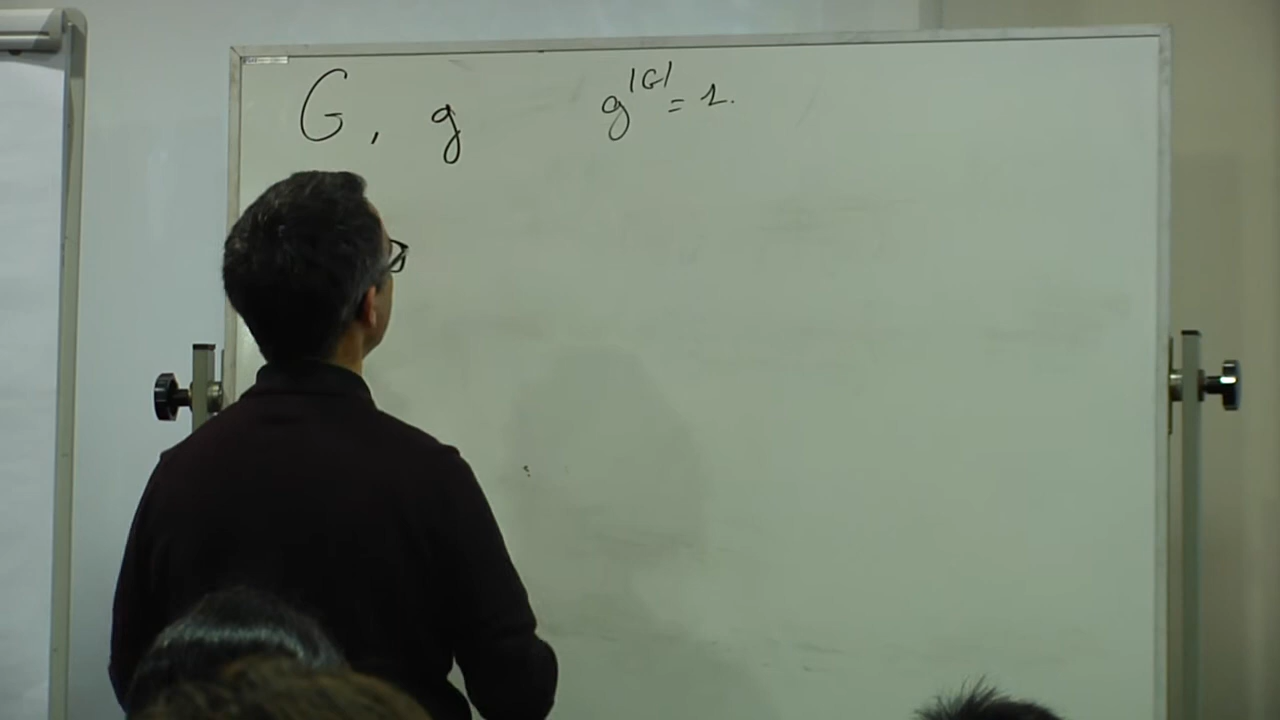 G, g g^{|G|} = 1.